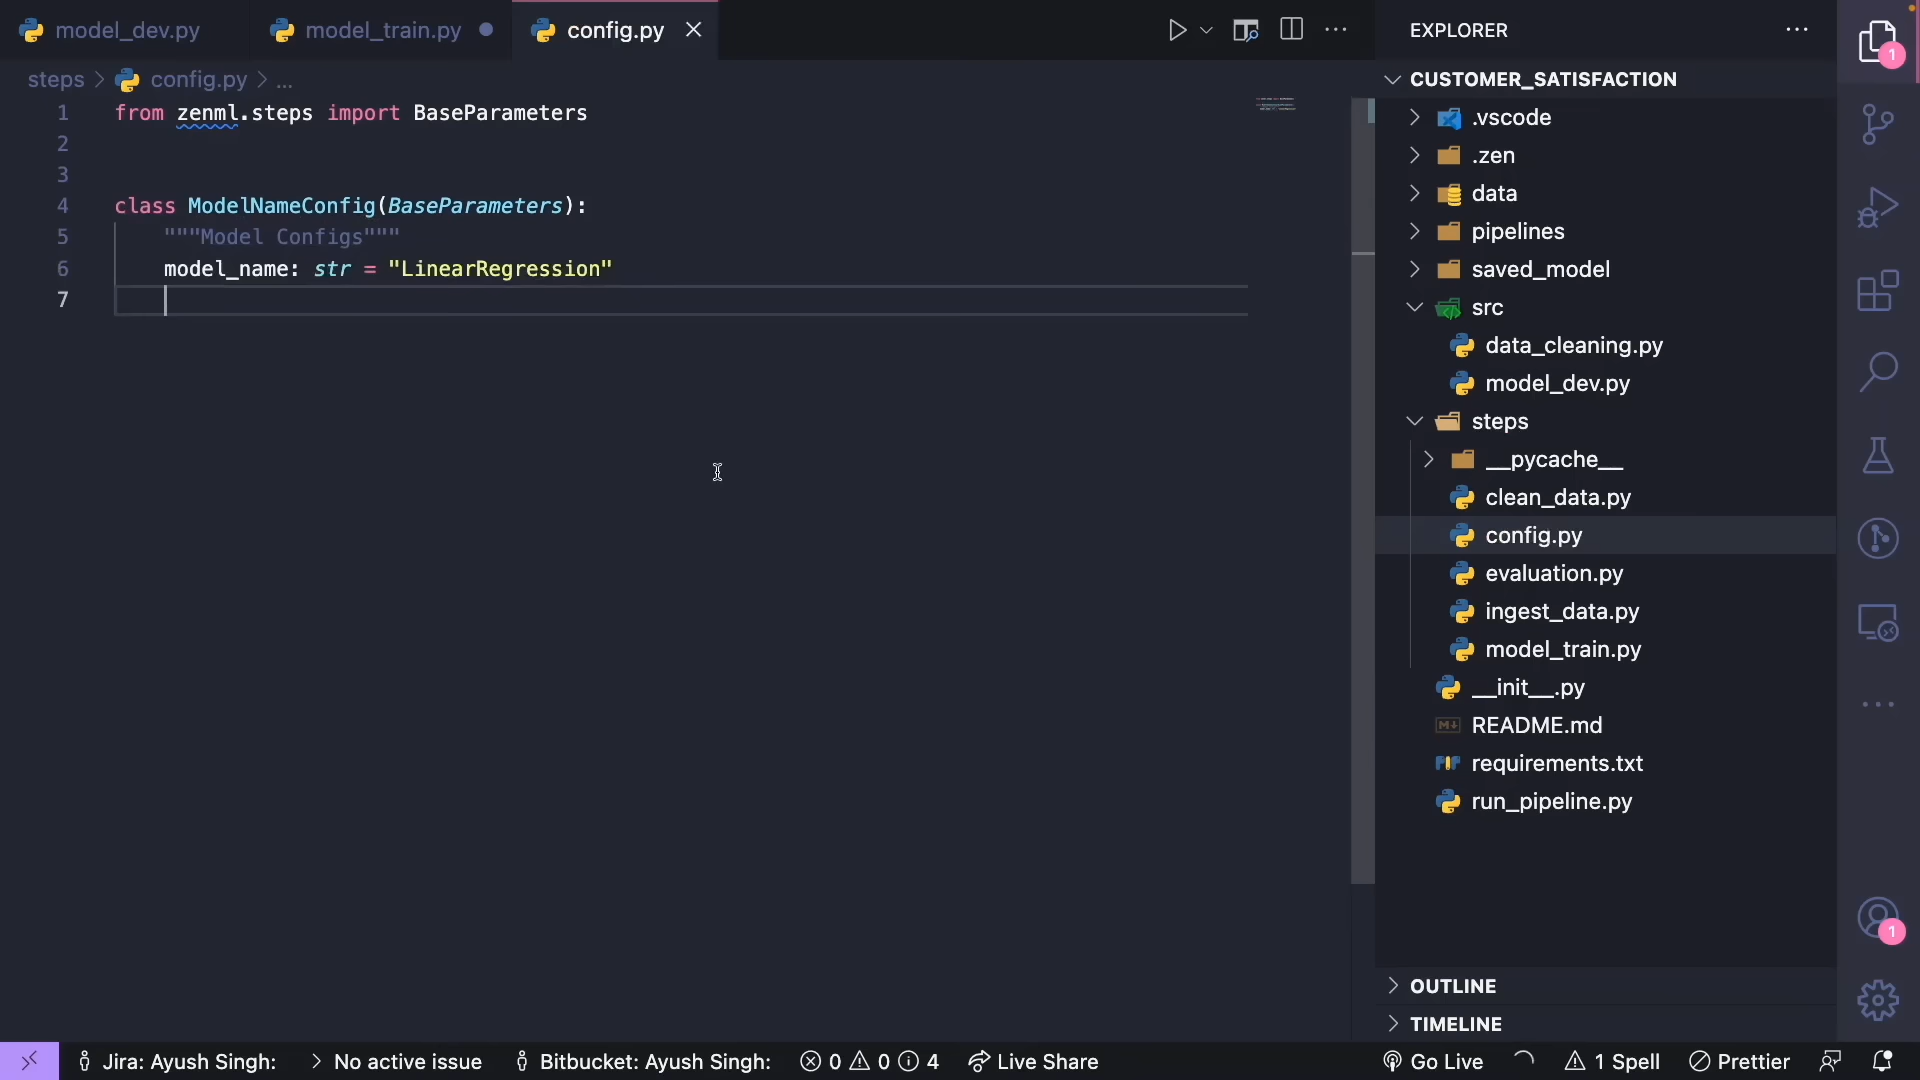 model_dev.py model_train.py config.py
steps > config.py > ...
1 from zenml.steps import BaseParameters
2
3
4 class ModelNameConfig(BaseParameters):
5 """Model Configs"""
6 model_name: str = "LinearRegression"
7
EXPLORER
CUSTOMER_SATISFACTION
.vscode
.zen
data
pipelines
saved_model
src
data_cleaning.py
model_dev.py
steps
__pycache__
clean_data.py
config.py
evaluation.py
ingest_data.py
model_train.py
__init__.py
README.md
requirements.txt
run_pipeline.py
OUTLINE
TIMELINE
1
1
Jira: Ayush Singh: > No active issue Bitbucket: Ayush Singh: 0 0 4 Live Share Go Live 1 Spell Prettier